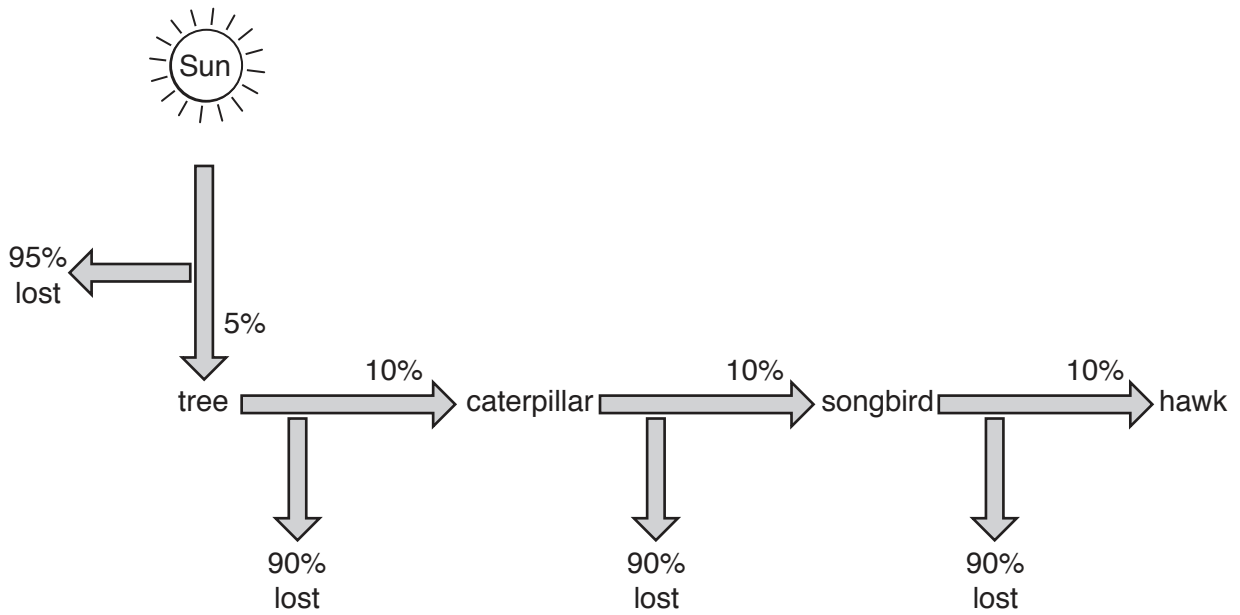 Sun
95%
lost
5%
tree
10%
caterpillar
10%
songbird
10%
hawk
90%
lost
90%
lost
90%
lost